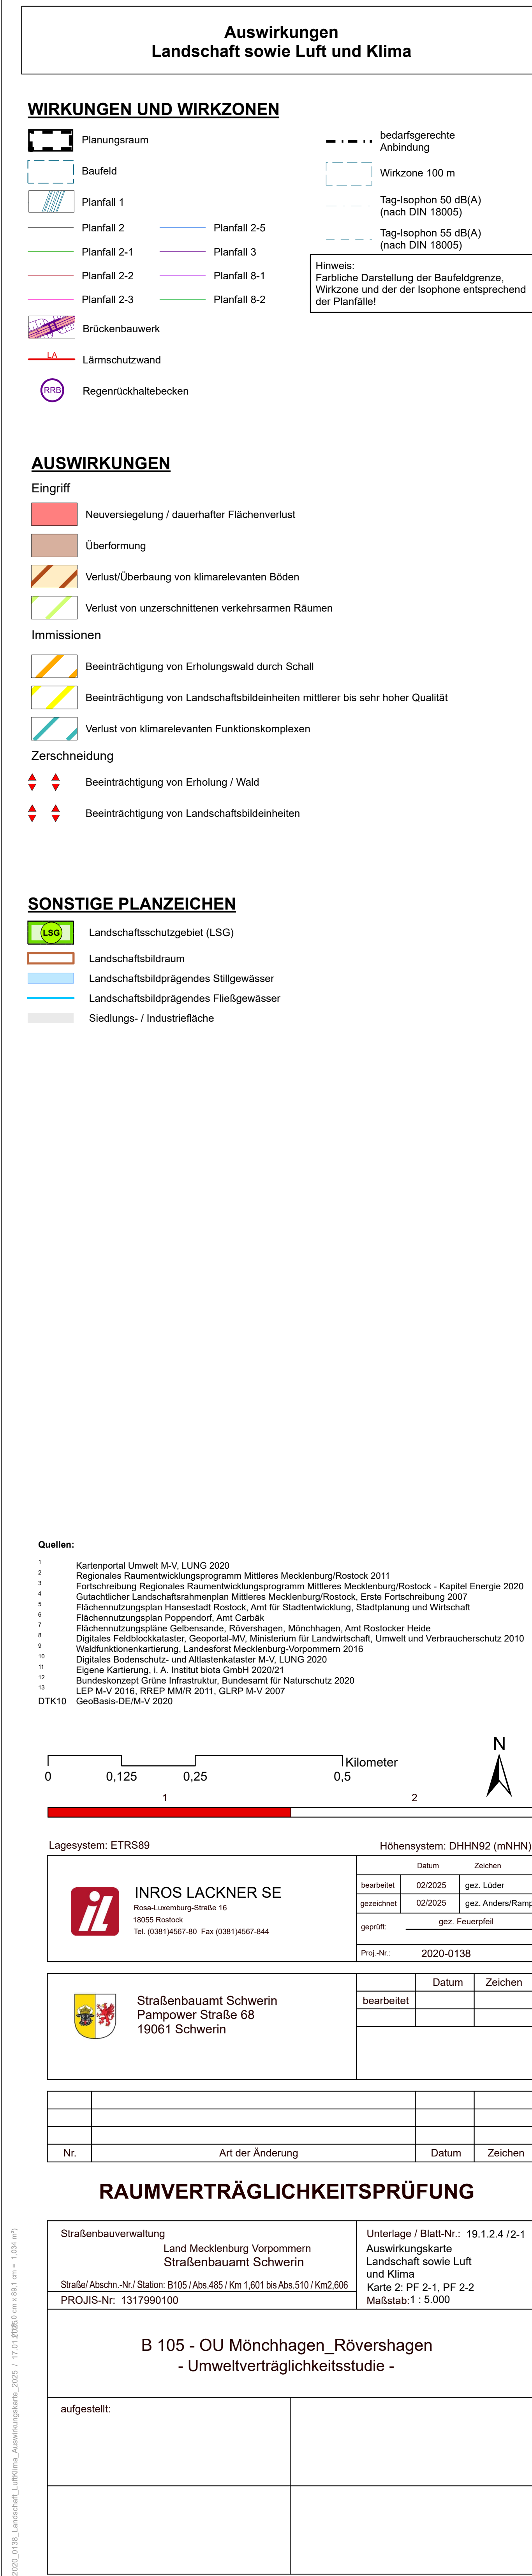 Auswirkungen
Landschaft sowie Luft und Klima
WIRKUNGEN UND WIRKZONEN
Planungsraum
Baufeld
Planfall 1
Planfall 2
Planfall 2-1
Planfall 2-2
Planfall 2-3
Planfall 2-5
Planfall 3
Planfall 8-1
Planfall 8-2
Brückenbauwerk
LA
Lärmschutzwand
RRB
Regenrückhaltebecken
bedarfsgerechte
Anbindung
Wirkzone 100 m
Tag-Isophon 50 dB(A)
(nach DIN 18005)
Tag-Isophon 55 dB(A)
(nach DIN 18005)
Hinweis:
Farbliche Darstellung der Baufeldgrenze,
Wirkzone und der der Isophone entsprechend
der Planfälle!
AUSWIRKUNGEN
Eingriff
Neuversiegelung / dauerhafter Flächenverlust
Überformung
Verlust/Überbaung von klimarelevanten Böden
Verlust von unzerschnittenen verkehrsarmen Räumen
Immissionen
Beeinträchtigung von Erholungswald durch Schall
Beeinträchtigung von Landschaftsbildeinheiten mittlerer bis sehr hoher Qualität
Verlust von klimarelevanten Funktionskomplexen
Zerschneidung
Beeinträchtigung von Erholung / Wald
Beeinträchtigung von Landschaftsbildeinheiten
SONSTIGE PLANZEICHEN
LSG
Landschaftsschutzgebiet (LSG)
Landschaftsbildraum
Landschaftsbildprägendes Stillgewässer
Landschaftsbildprägendes Fließgewässer
Siedlungs- / Industriefläche
Quellen:
1 Kartenportal Umwelt M-V, LUNG 2020
2 Regionales Raumentwicklungsprogramm Mittleres Mecklenburg/Rostock 2011
3 Fortschreibung Regionales Raumentwicklungsprogramm Mittleres Mecklenburg/Rostock - Kapitel Energie 2020
4 Gutachtlicher Landschaftsrahmenplan Mittleres Mecklenburg/Rostock, Erste Fortschreibung 2007
5 Flächennutzungsplan Hansestadt Rostock, Amt für Stadtentwicklung, Stadtplanung und Wirtschaft
6 Flächennutzungsplan Poppendorf, Amt Carbäk
7 Flächennutzungspläne Gelbensande, Rövershagen, Mönchhagen, Amt Rostocker Heide
8 Digitales Feldblockkataster, Geoportal-MV, Ministerium für Landwirtschaft, Umwelt und Verbraucherschutz 2010
9 Waldfunktionenkartierung, Landesforst Mecklenburg-Vorpommern 2016
10 Digitales Bodenschutz- und Altlastenkataster M-V, LUNG 2020
11 Eigene Kartierung, i. A. Institut biota GmbH 2020/21
12 Bundeskonzept Grüne Infrastruktur, Bundesamt für Naturschutz 2020
13 LEP M-V 2016, RREP MM/R 2011, GLRP M-V 2007
DTK10 GeoBasis-DE/M-V 2020
N
Kilometer
0 0,125 0,25 0,5
1 2
Lagesystem: ETRS89
Höhensystem: DHHN92 (mNHN)
INROS LACKNER SE
Rosa-Luxemburg-Straße 16
18055 Rostock
Tel. (0381)4567-80 Fax (0381)4567-844
Datum Zeichen
bearbeitet 02/2025 gez. Lüder
gezeichnet 02/2025 gez. Anders/Ramp
geprüft: gez. Feuerpfeil
Proj.-Nr.: 2020-0138
Straßenbauamt Schwerin
Pampower Straße 68
19061 Schwerin
Datum Zeichen
bearbeitet
Nr. Art der Änderung Datum Zeichen
RAUMVERTRÄGLICHKEITSPRÜFUNG
Straßenbauverwaltung
Land Mecklenburg Vorpommern
Straßenbauamt Schwerin
Straße/ Abschn.-Nr./ Station: B105 / Abs.485 / Km 1,601 bis Abs.510 / Km2,606
PROJIS-Nr: 1317990100
Unterlage / Blatt-Nr.: 19.1.2.4 /2-1
Auswirkungskarte
Landschaft sowie Luft
und Klima
Karte 2: PF 2-1, PF 2-2
Maßstab:1 : 5.000
B 105 - OU Mönchhagen_Rövershagen
- Umweltverträglichkeitsstudie -
aufgestellt:
2020_0138_Landschaft_LuftKlima_Auswirkungskarte_2025 / 17.01.2025
cm x 89,1 cm = 1,034 m²)